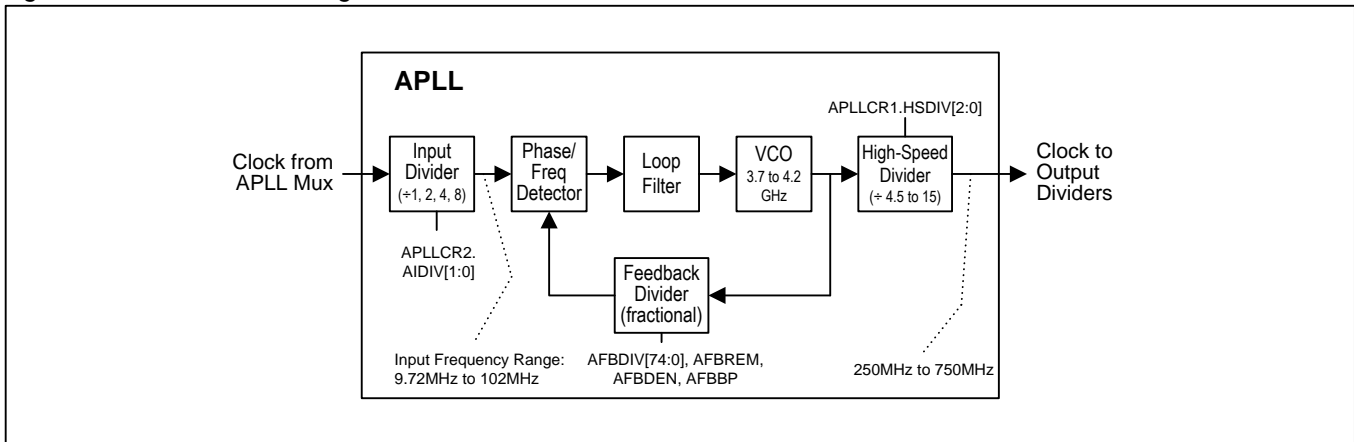 APLL
APLLCR1.HSDIV[2:0]
Clock from
APLL Mux
Input
Divider
(÷1, 2, 4, 8)
Phase/
Freq
Detector
Loop
Filter
VCO
3.7 to 4.2
GHz
High-Speed
Divider
(÷ 4.5 to 15)
Clock to
Output
Dividers
APLLCR2.
AIDIV[1:0]
Feedback
Divider
(fractional)
Input Frequency Range:
9.72MHz to 102MHz
AFBDIV[74:0], AFBREM,
AFBDEN, AFBBP
250MHz to 750MHz